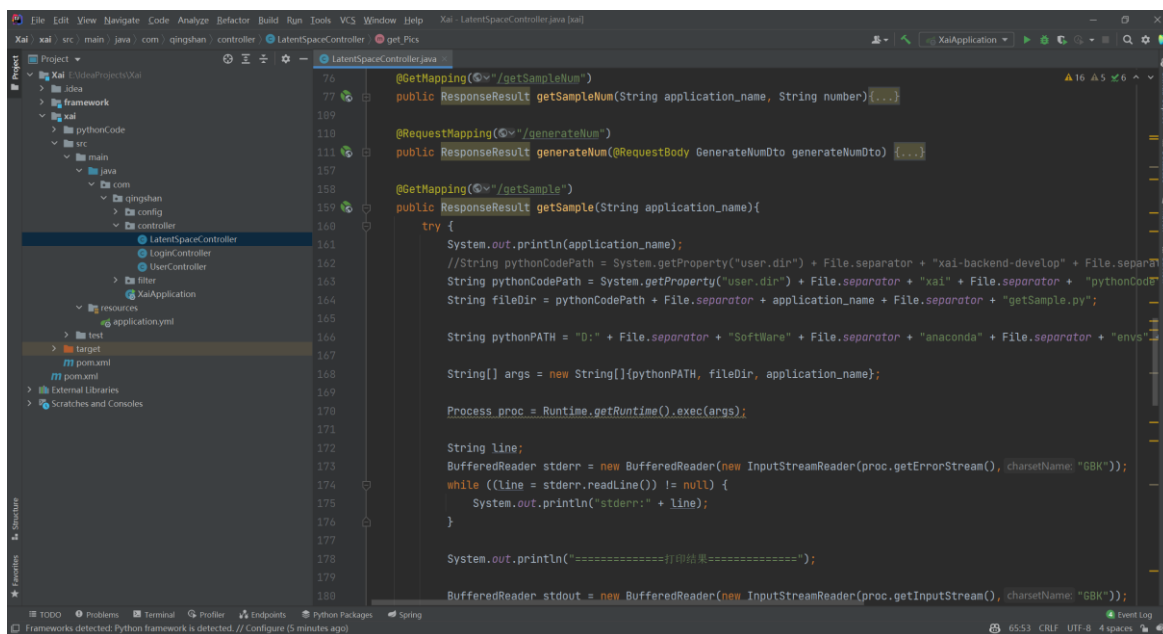 File Edit View Navigate Code Analyze Refactor Build Run Tools VCS Window Help Xai - LatentSpaceController.java [xai]
Xai xai src main java com qingshan controller LatentSpaceController get_Pics XaiApplication
Project LatentSpaceController.java
Project
Xai E:\IdeaProjects\Xai
.idea
framework
xai
pythonCode
src
main
java
com
qingshan
config
controller
LatentSpaceController
LoginController
UserController
filter
XaiApplication
resources
application.yml
test
target
pom.xml
pom.xml
External Libraries
Scratches and Consoles
Structure
Favorites
16 5 6
76 @GetMapping("/getSampleNum")
77 public ResponseResult getSampleNum(String application_name, String number){...}
109
110 @RequestMapping("/generateNum")
111 public ResponseResult generateNum(@RequestBody GenerateNumDto generateNumDto) {...}
157
158 @GetMapping("/getSample")
159 public ResponseResult getSample(String application_name){
160 try {
161 System.out.println(application_name);
162 //String pythonCodePath = System.getProperty("user.dir") + File.separator + "xai-backend-develop" + File.separat
163 String pythonCodePath = System.getProperty("user.dir") + File.separator + "xai" + File.separator + "pythonCode
164 String fileDir = pythonCodePath + File.separator + application_name + File.separator + "getSample.py";
165
166 String pythonPATH = "D:" + File.separator + "SoftWare" + File.separator + "anaconda" + File.separator + "envs"
167
168 String[] args = new String[]{pythonPATH, fileDir, application_name};
169
170 Process proc = Runtime.getRuntime().exec(args);
171
172 String line;
173 BufferedReader stderr = new BufferedReader(new InputStreamReader(proc.getErrorStream(), charsetName: "GBK"));
174 while ((line = stderr.readLine()) != null) {
175 System.out.println("stderr:" + line);
176 }
177
178 System.out.println("==============打印结果==============");
179
180 BufferedReader stdout = new BufferedReader(new InputStreamReader(proc.getInputStream(), charsetName: "GBK"));
TODO Problems Terminal Profiler Endpoints Python Packages Spring 4 Event Log
Frameworks detected: Python framework is detected. // Configure (5 minutes ago) 65:53 CRLF UTF-8 4 spaces